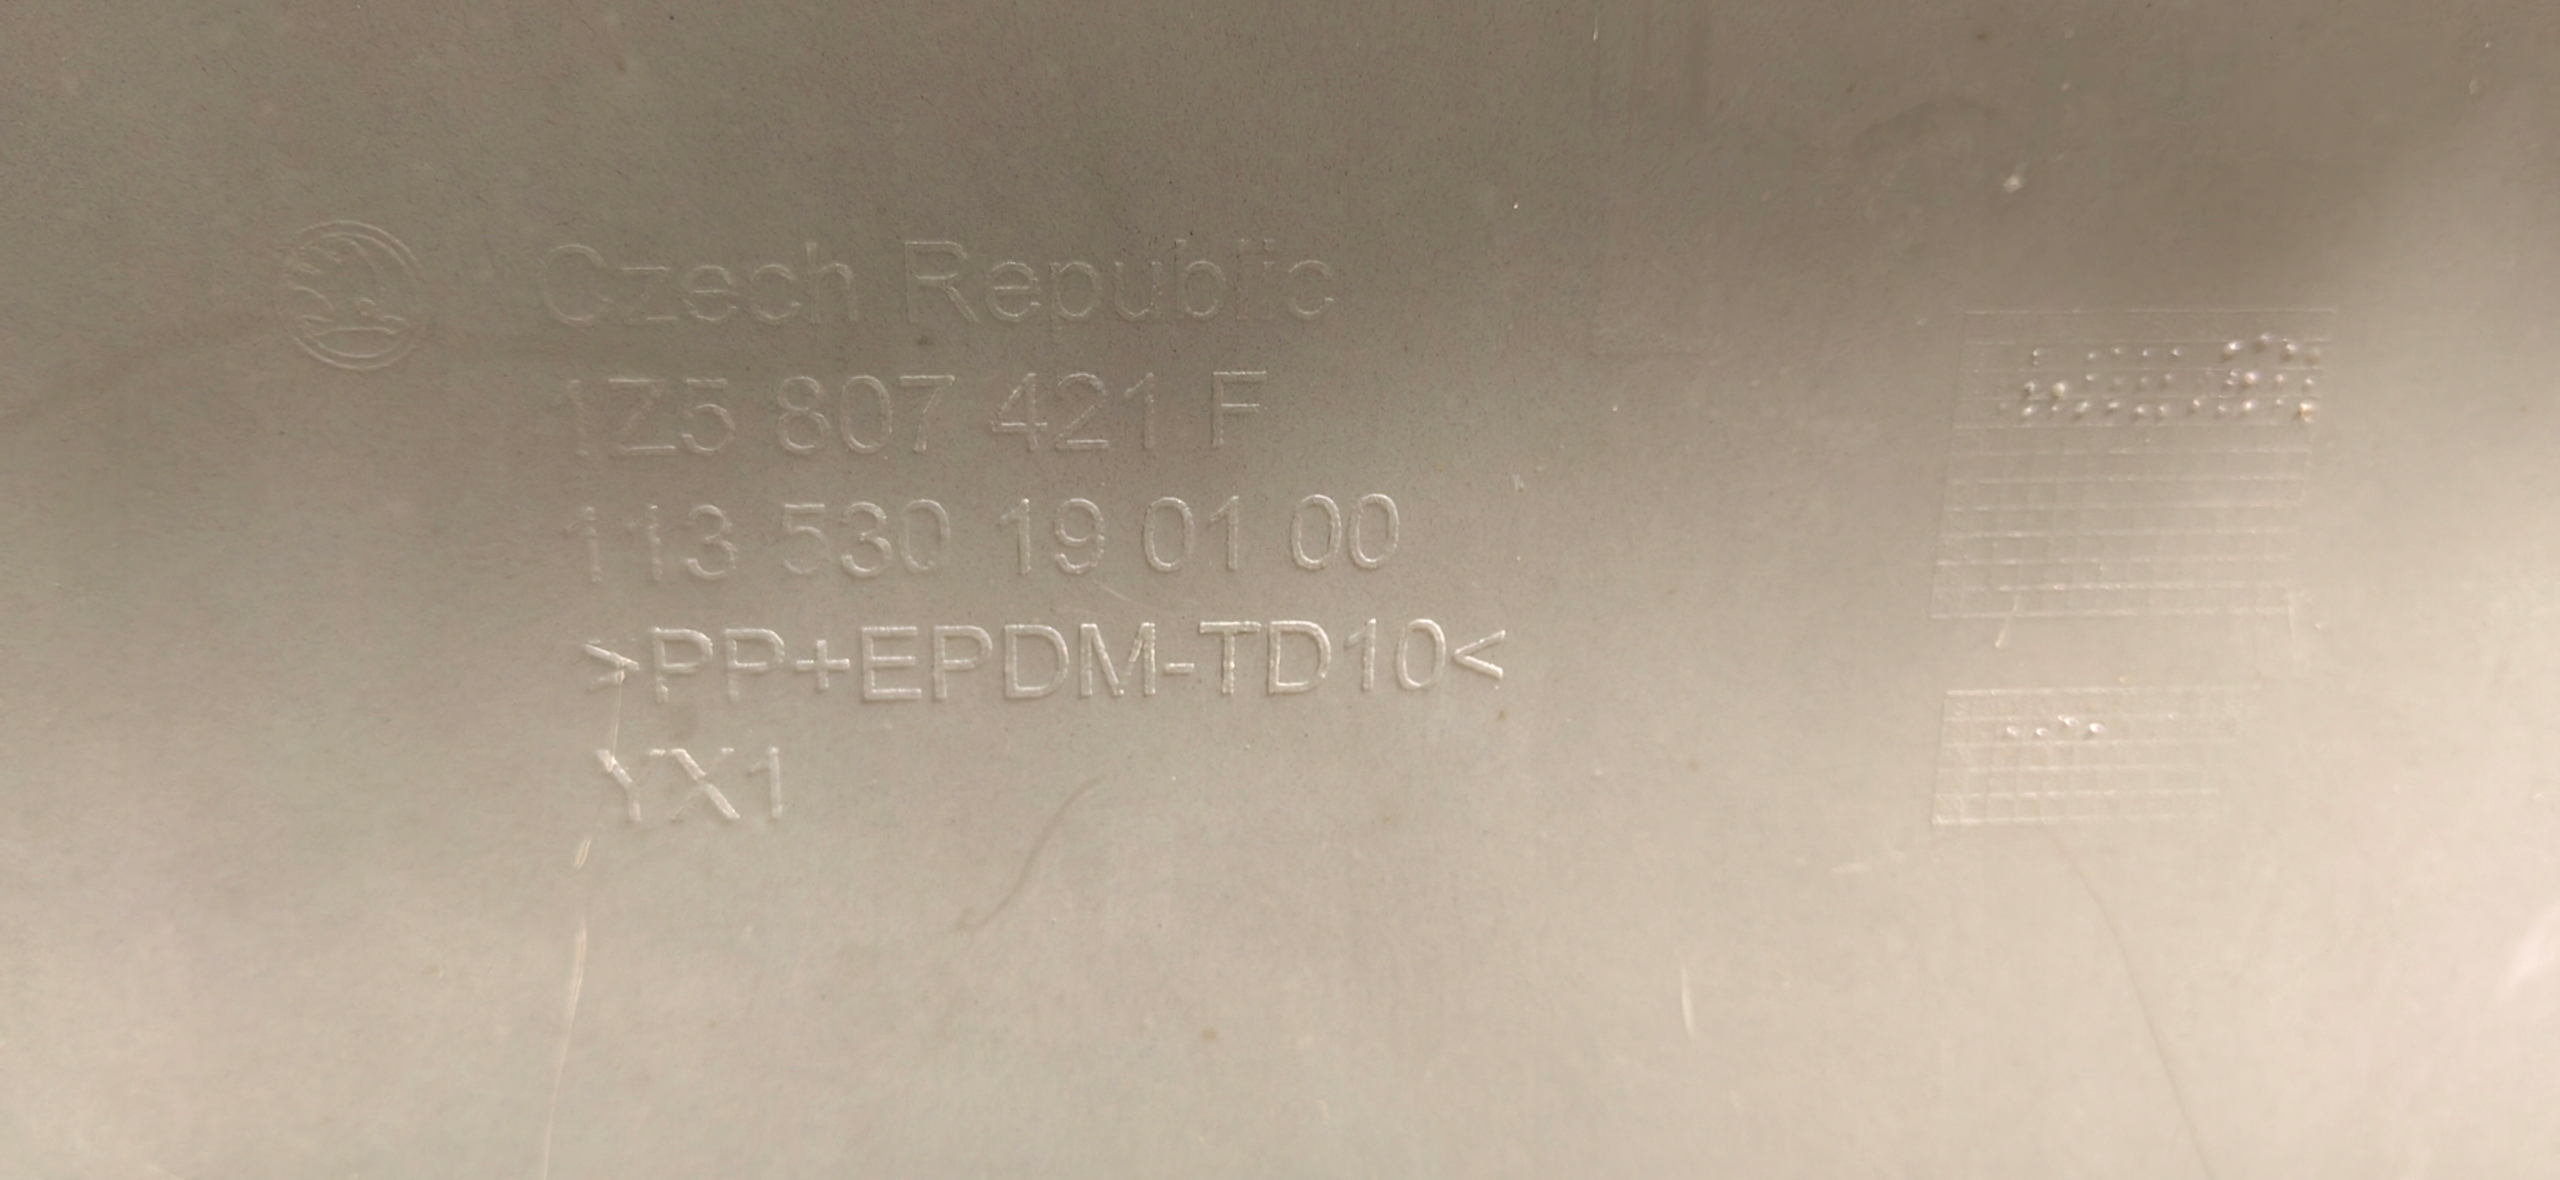 Czech Republic
1Z5 807 421 F
113 530 19 01 00
>PP+EPDM-TD10<
YX1